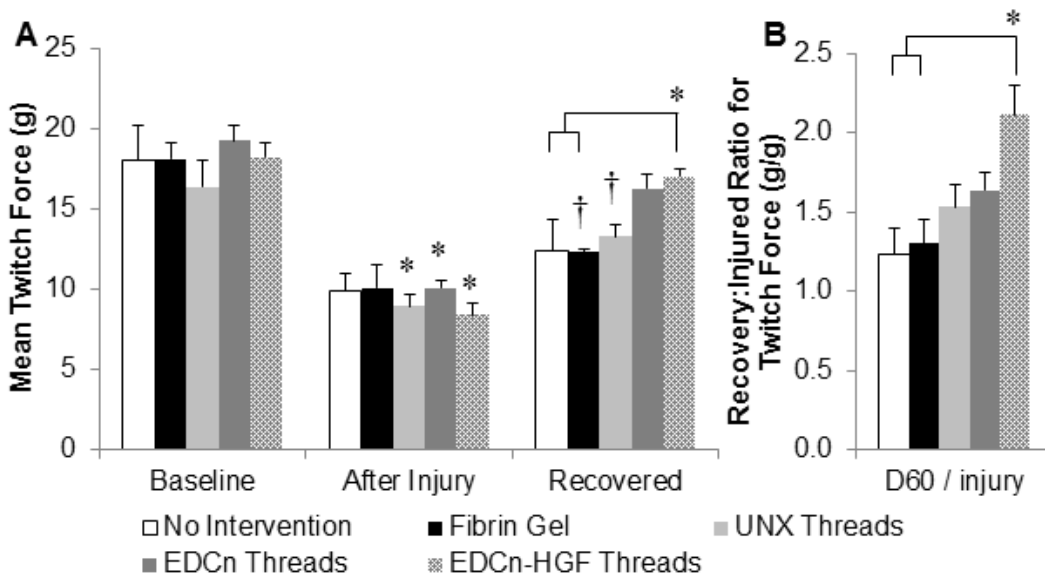 A
Mean Twitch Force (g)
25
20
15
10
5
0
*
*
*
†
†
*
Baseline
After Injury
Recovered
B
Recovery:Injured Ratio for
Twitch Force (g/g)
2.5
2.0
1.5
1.0
0.5
0.0
*
D60 / injury
No Intervention
Fibrin Gel
UNX Threads
EDCn Threads
EDCn-HGF Threads